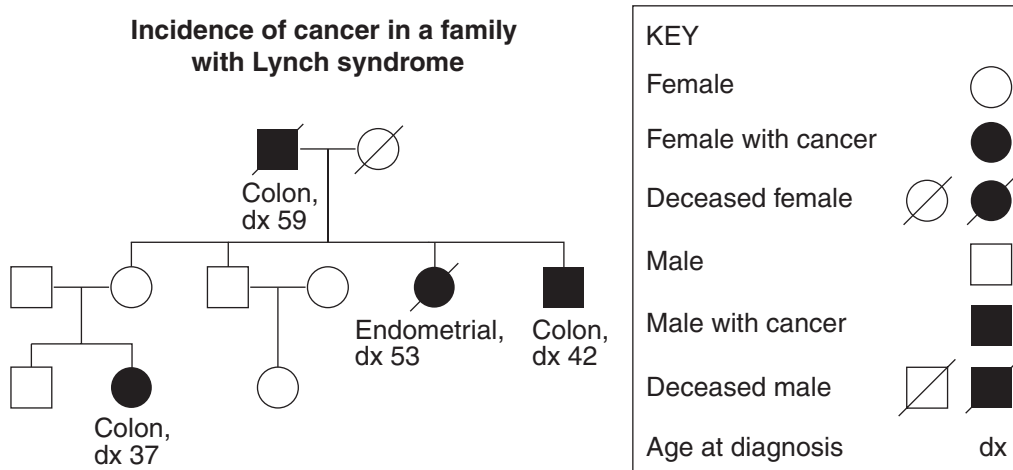 Incidence of cancer in a family
with Lynch syndrome
Colon,
dx 59
Endometrial,
dx 53
Colon,
dx 42
Colon,
dx 37
KEY
Female
Female with cancer
Deceased female
Male
Male with cancer
Deceased male
Age at diagnosis dx